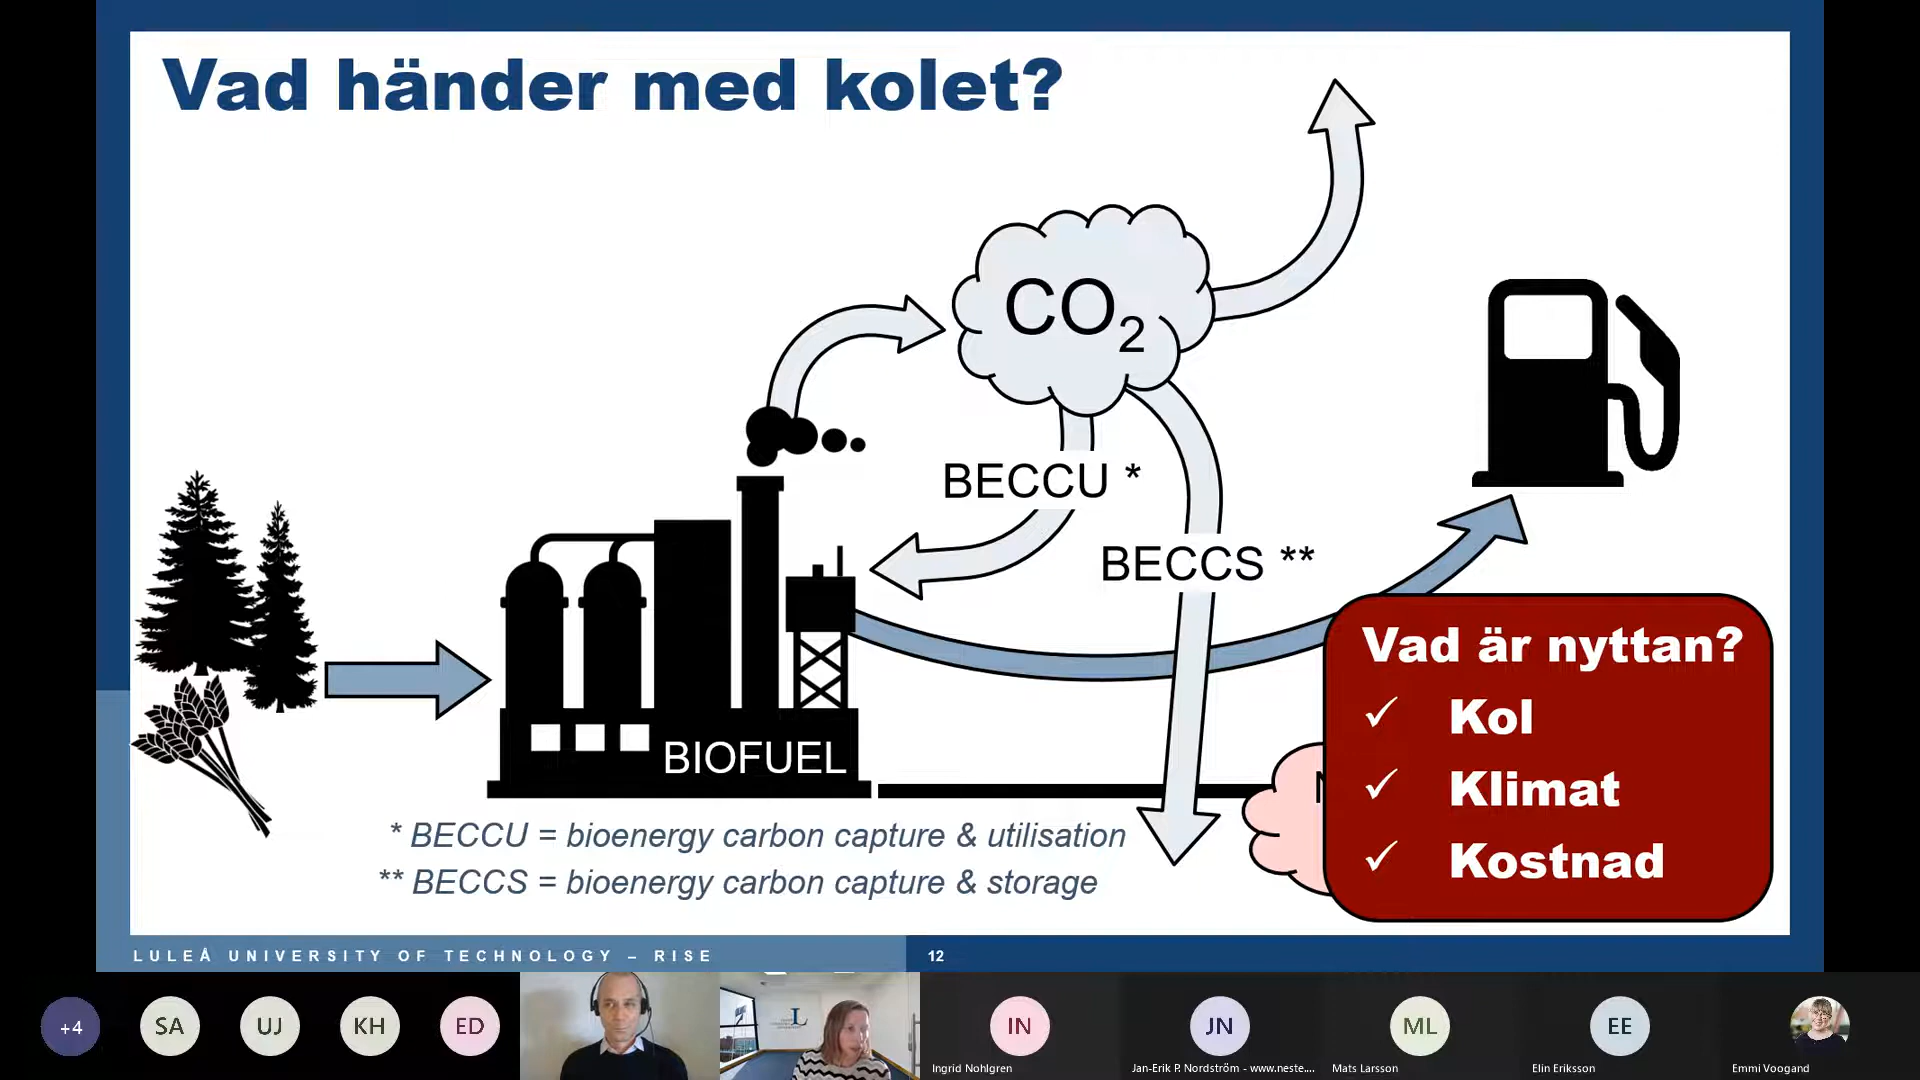 Vad händer med kolet?
CO2
BECCU *
BECCS **
BIOFUEL
* BECCU = bioenergy carbon capture & utilisation
** BECCS = bioenergy carbon capture & storage
Vad är nyttan?
✓ Kol
✓ Klimat
✓ Kostnad
LULEÅ UNIVERSITY OF TECHNOLOGY – RISE
12
+4
SA
UJ
KH
ED
L
IN
JN
ML
EE
Ingrid Nohlgren
Jan-Erik P. Nordström - www.neste....
Mats Larsson
Elin Eriksson
Emmi Voogand